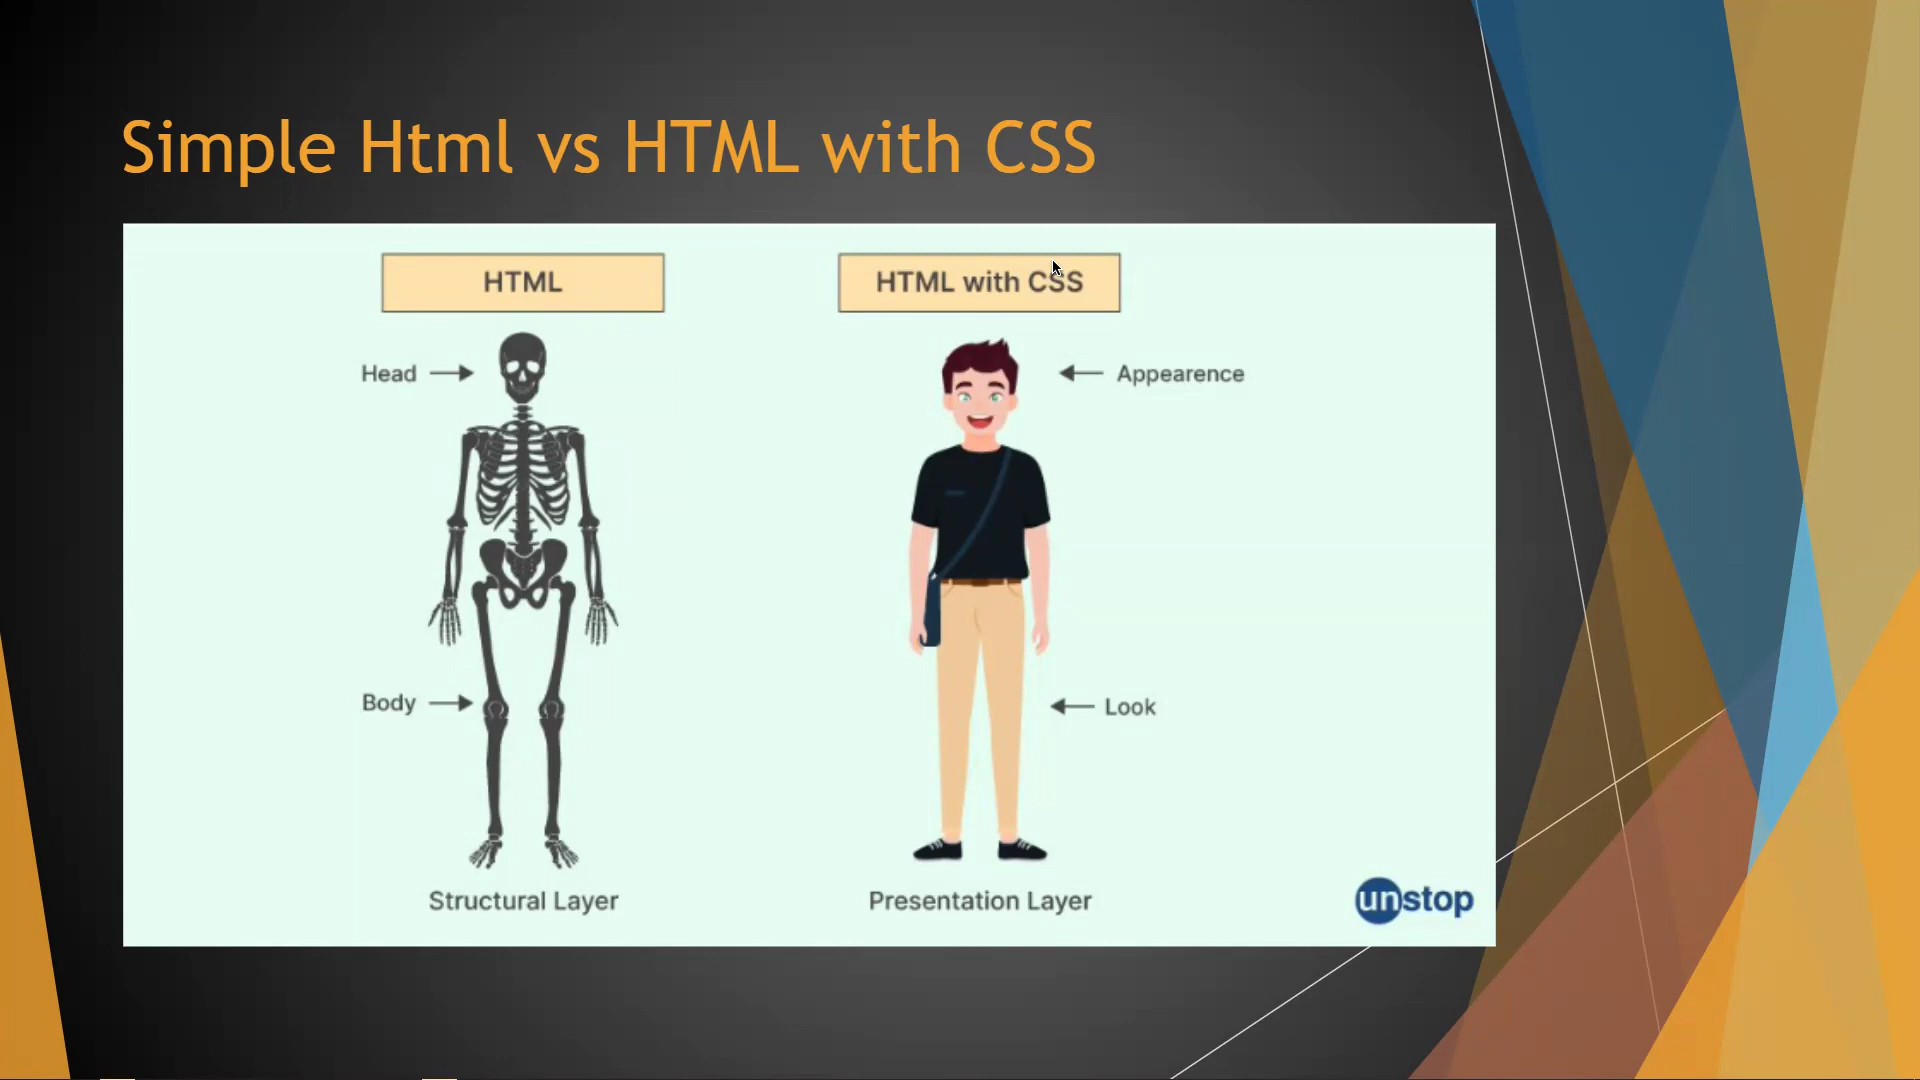 Simple Html vs HTML with CSS
HTML
HTML with CSS
Head
Appearence
Body
Look
Structural Layer
Presentation Layer
unstop